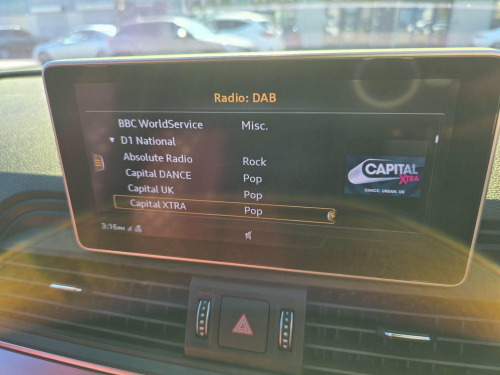 Radio: DAB
BBC WorldService Misc.
D1 National
Absolute Radio Rock
Capital DANCE Pop
Capital UK Pop
Capital XTRA Pop
CAPITAL
XTRA
DANCE. URBAN. UK
3:16